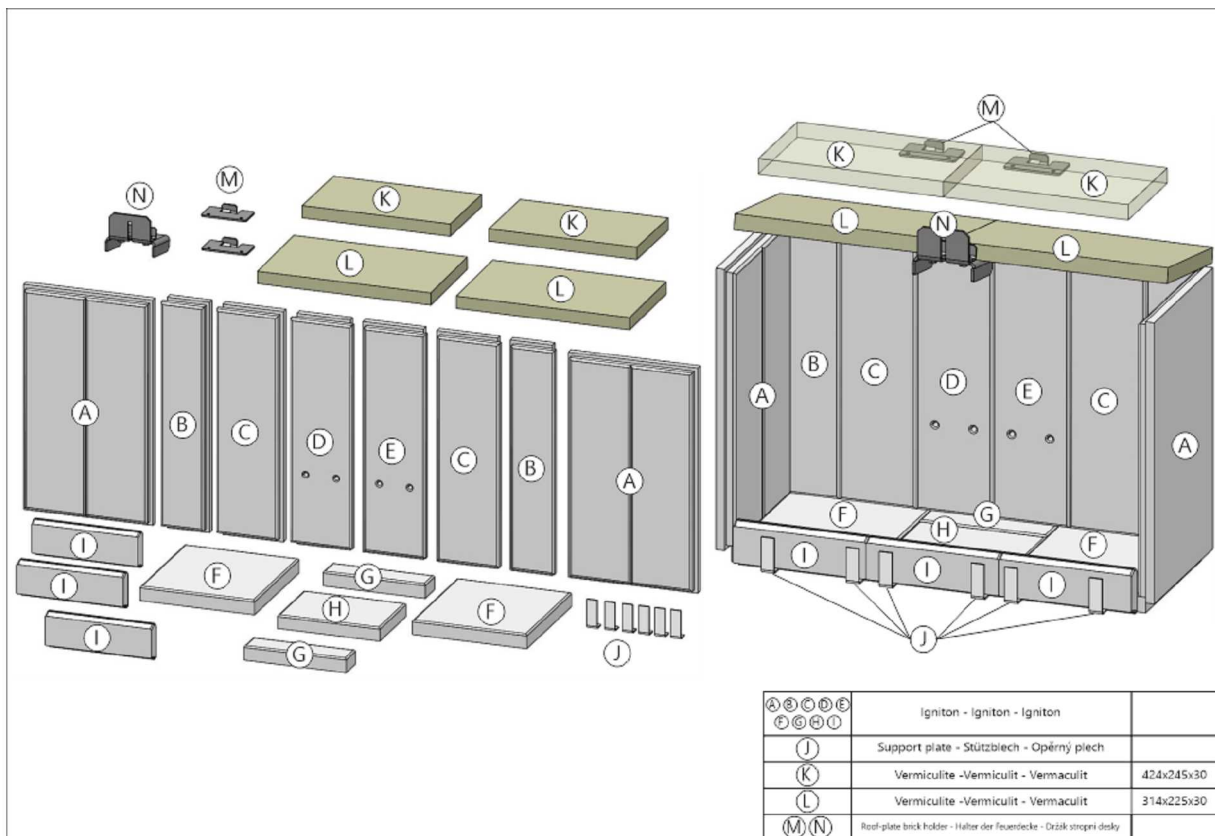 M
K
K
L
N
L
N
M
K
K
L
L
A
B
C
D
E
C
A
A
B
C
D
E
C
B
A
F
G
H
F
I
I
I
J
I
I
I
F
G
H
F
G
J
A B C D E
F G H I
Igniton - Igniton - Igniton
J Support plate - Stützblech - Opěrný plech
K Vermiculite -Vermiculit - Vermaculit 424x245x30
L Vermiculite -Vermiculit - Vermaculit 314x225x30
M N Roof-plate brick holder - Halter der Feuerdecke - Držák stropní desky